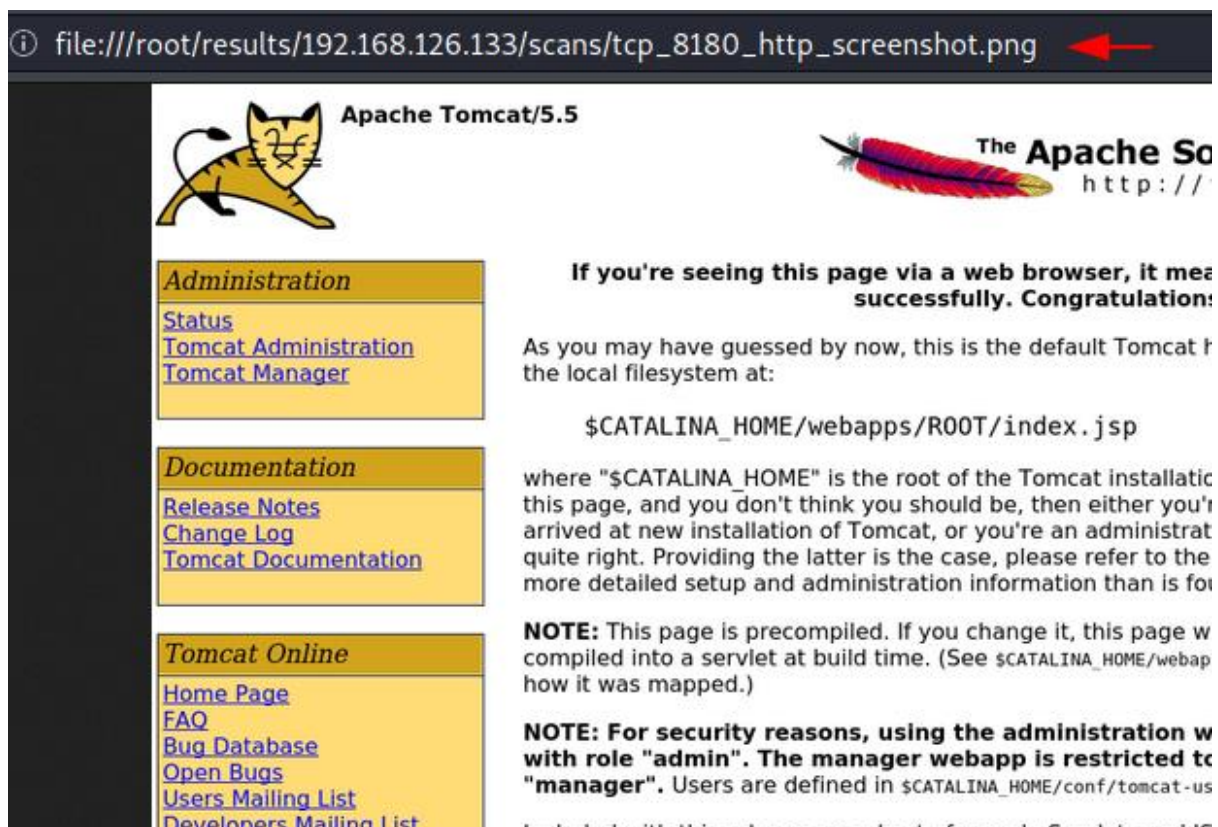 file:///root/results/192.168.126.133/scans/tcp_8180_http_screenshot.png
Apache Tomcat/5.5
The Apache
http://
Administration
Status
Tomcat Administration
Tomcat Manager
Documentation
Release Notes
Change Log
Tomcat Documentation
Tomcat Online
Home Page
FAQ
Bug Database
Open Bugs
Users Mailing List
Developers Mailing List
If you're seeing this page via a web browser, it
successfully. Congratulations
As you may have guessed by now, this is the default Tomcat
the local filesystem at:
$CATALINA_HOME/webapps/ROOT/index.jsp
where "$CATALINA_HOME" is the root of the Tomcat
this page, and you don't think you should be, then either
arrived at new installation of Tomcat, or you're an
quite right. Providing the latter is the case, please refer to the
more detailed setup and administration information than is
NOTE: This page is precompiled. If you change it, this page
compiled into a servlet at build time. (See $CATALINA_HOME/webap
how it was mapped.)
NOTE: For security reasons, using the administration
with role "admin". The manager webapp is restricted to
"manager". Users are defined in $CATALINA_HOME/conf/tomcat-us